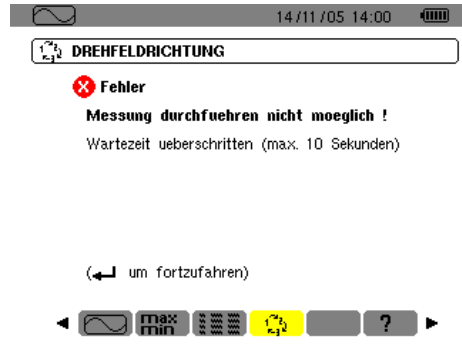 14/11/05 14:00
DREHFELDRICHTUNG
Fehler
Messung durchfuehren nicht moeglich !
Wartezeit ueberschritten (max. 10 Sekunden)
(↵ um fortzufahren)
max
min
?